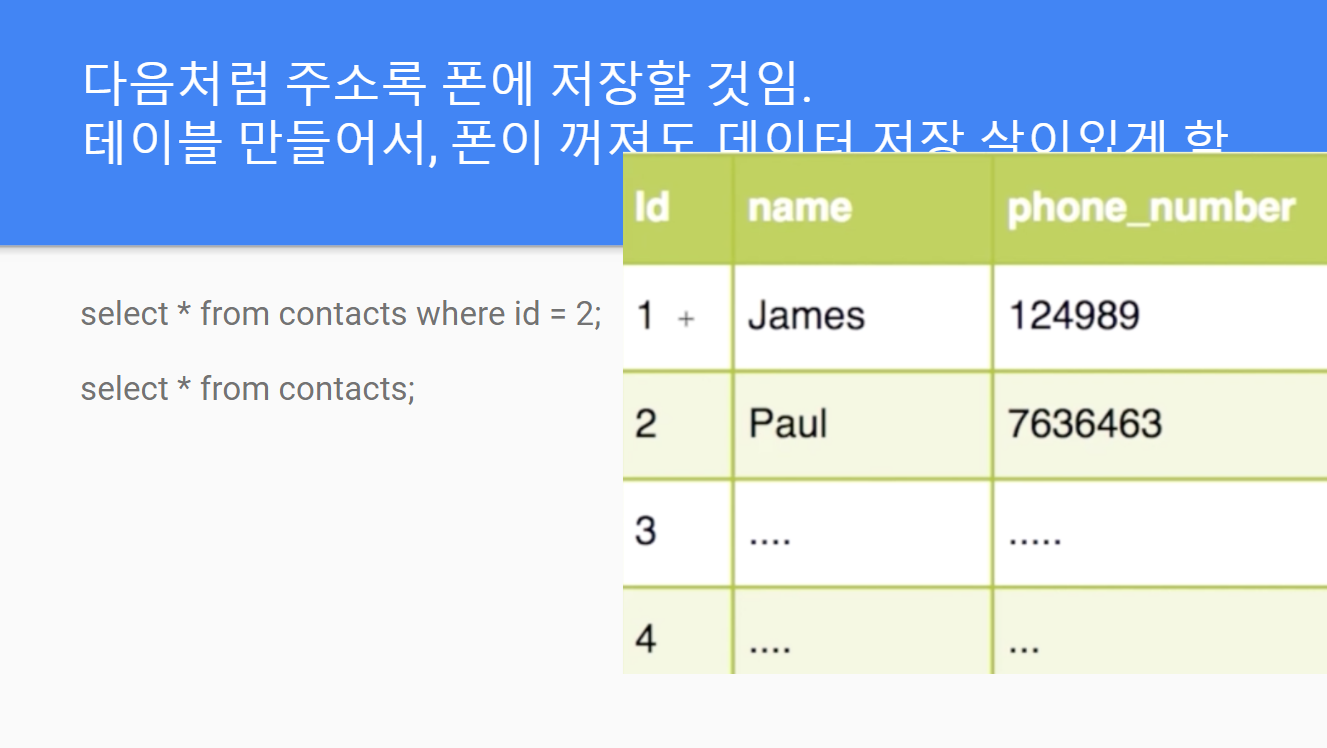 다음처럼 주소록 폰에 저장할 것임.
테이블 만들어서, 폰이 꺼져도 데이터 저장 살아있게 함
select * from contacts where id = 2;
select * from contacts;
Id name phone_number
1 + James 124989
2 Paul 7636463
3 .... .....
4 .... ...